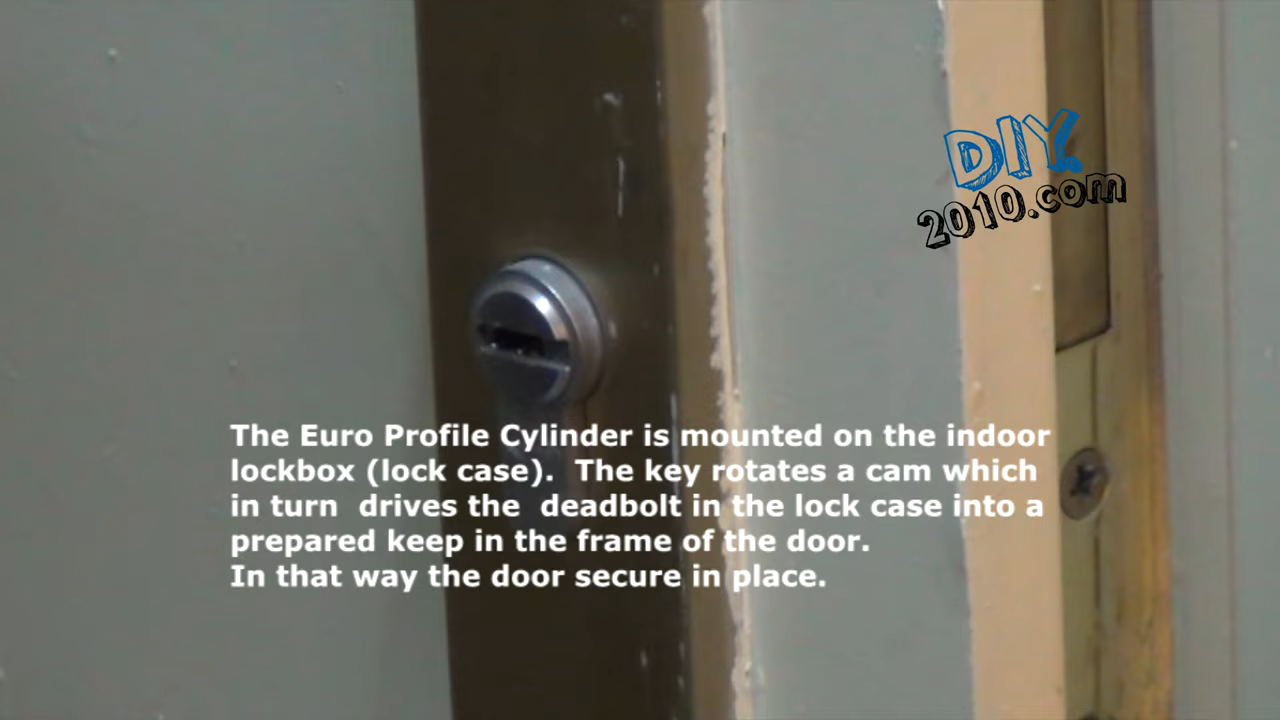 DIY.
2010.com
The Euro Profile Cylinder is mounted on the indoor
lockbox (lock case).  The key rotates a cam which
in turn  drives the  deadbolt in the lock case into a
prepared keep in the frame of the door.
In that way the door secure in place.